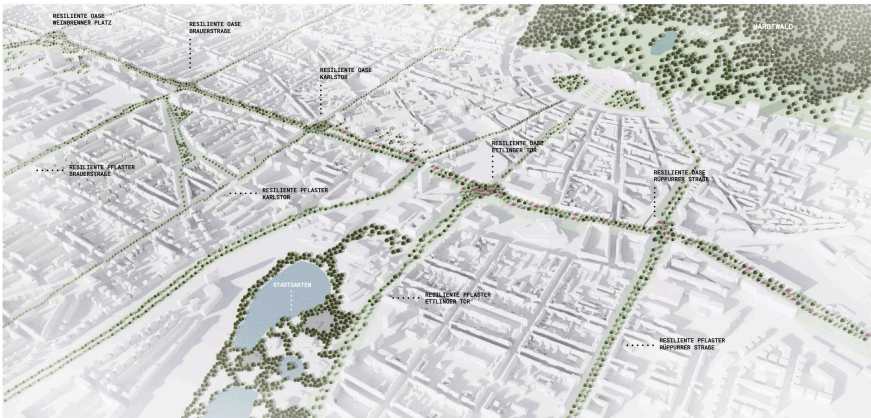 RESILIENTE OASE
WEINBRENNER PLATZ
RESILIENTE OASE
BRAUERSTRAßE
HARDTWALD
RESILIENTE OASE
KARLSTOR
RESILIENTE OASE
ETTLINGER TOR
RESILIENTE PFLASTER
BRAUERSTRAßE
RESILIENTE OASE
RÜPPURRER STRAßE
RESILIENTE PFLASTER
KARLSTOR
STADTGARTEN
RESILIENTE PFLASTER
ETTLINGEN TOR
RESILIENTE PFLASTER
RÜPPURRER STRAßE